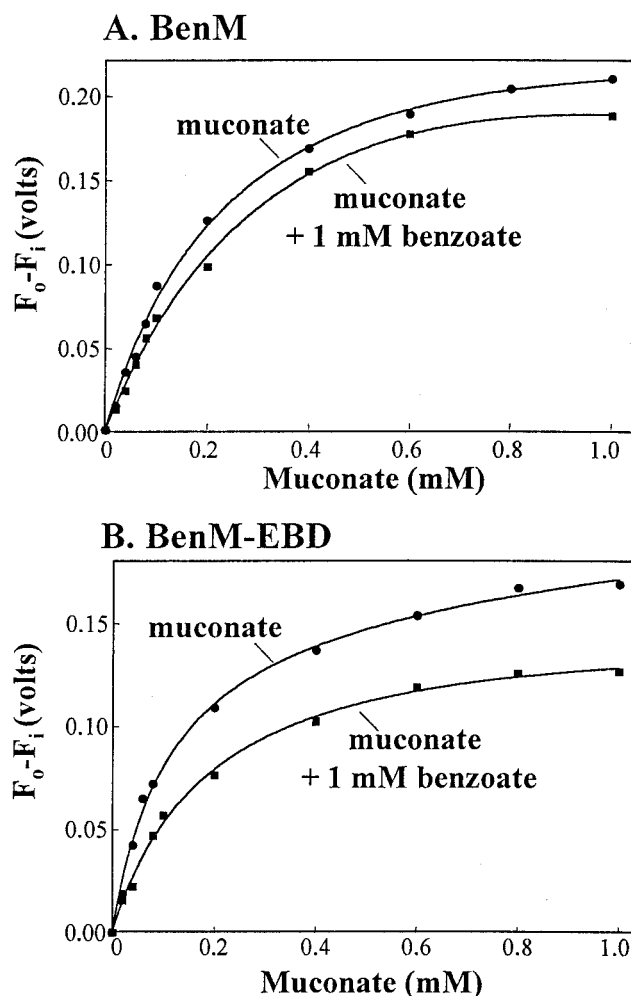 A. BenM
0.20
0.15
0.10
0.05
0.00
F₀-Fᵢ (volts)
muconate
muconate
+ 1 mM benzoate
0.2
0.4
0.6
0.8
1.0
Muconate (mM)
B. BenM-EBD
0.15
0.10
0.05
0.00
F₀-Fᵢ (volts)
muconate
muconate
+ 1 mM benzoate
0
0.2
0.4
0.6
0.8
1.0
Muconate (mM)